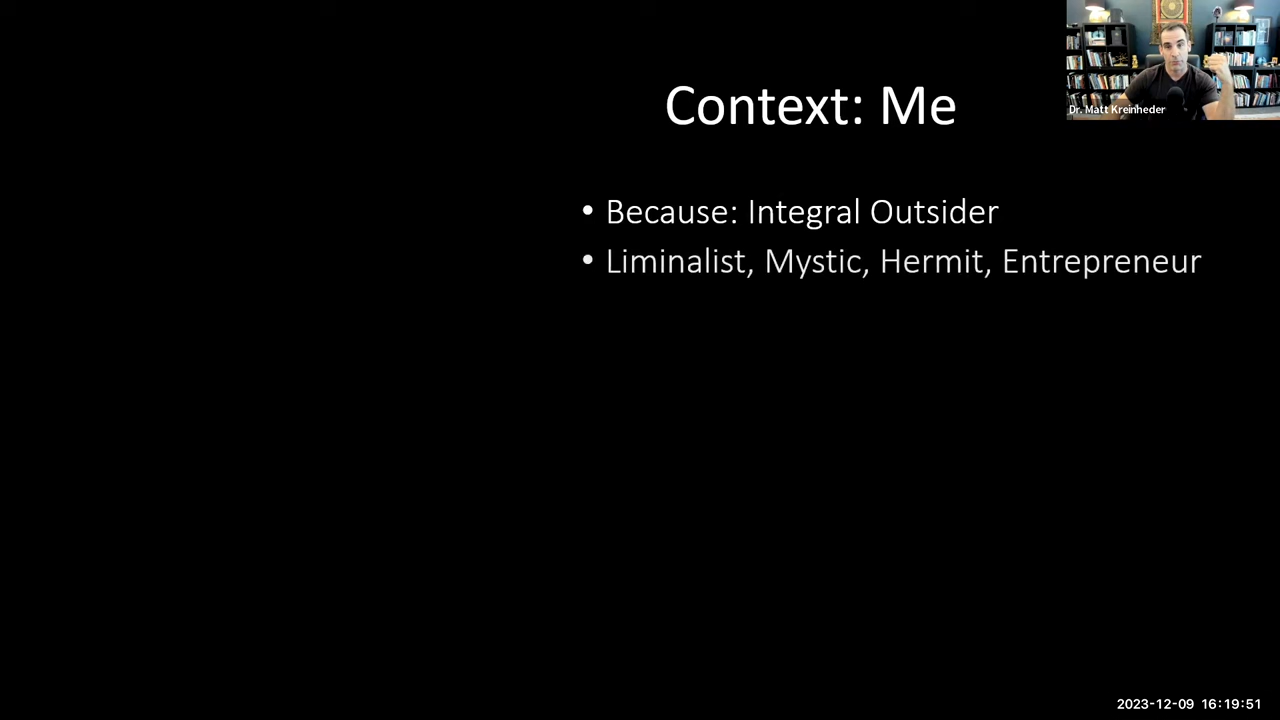 Context: Me
Dr. Matt Kreinheder
• Because: Integral Outsider
• Liminalist, Mystic, Hermit, Entrepreneur
2023-12-09 16:19:51